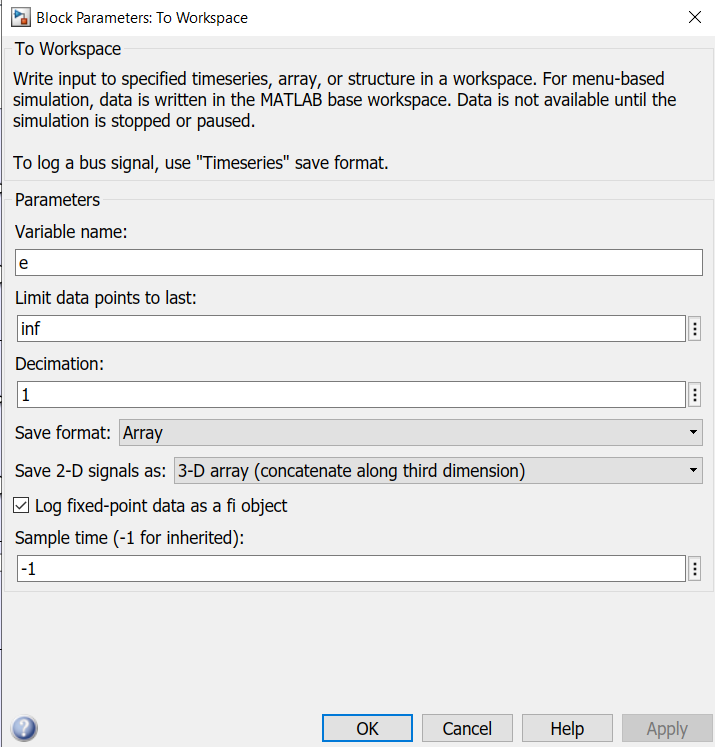 Block Parameters: To Workspace
To Workspace
Write input to specified timeseries, array, or structure in a workspace. For menu-based
simulation, data is written in the MATLAB base workspace. Data is not available until the
simulation is stopped or paused.
To log a bus signal, use "Timeseries" save format.
Parameters
Variable name:
e
Limit data points to last:
inf
Decimation:
1
Save format: Array
Save 2-D signals as: 3-D array (concatenate along third dimension)
Log fixed-point data as a fi object
Sample time (-1 for inherited):
-1
? OK Cancel Help Apply